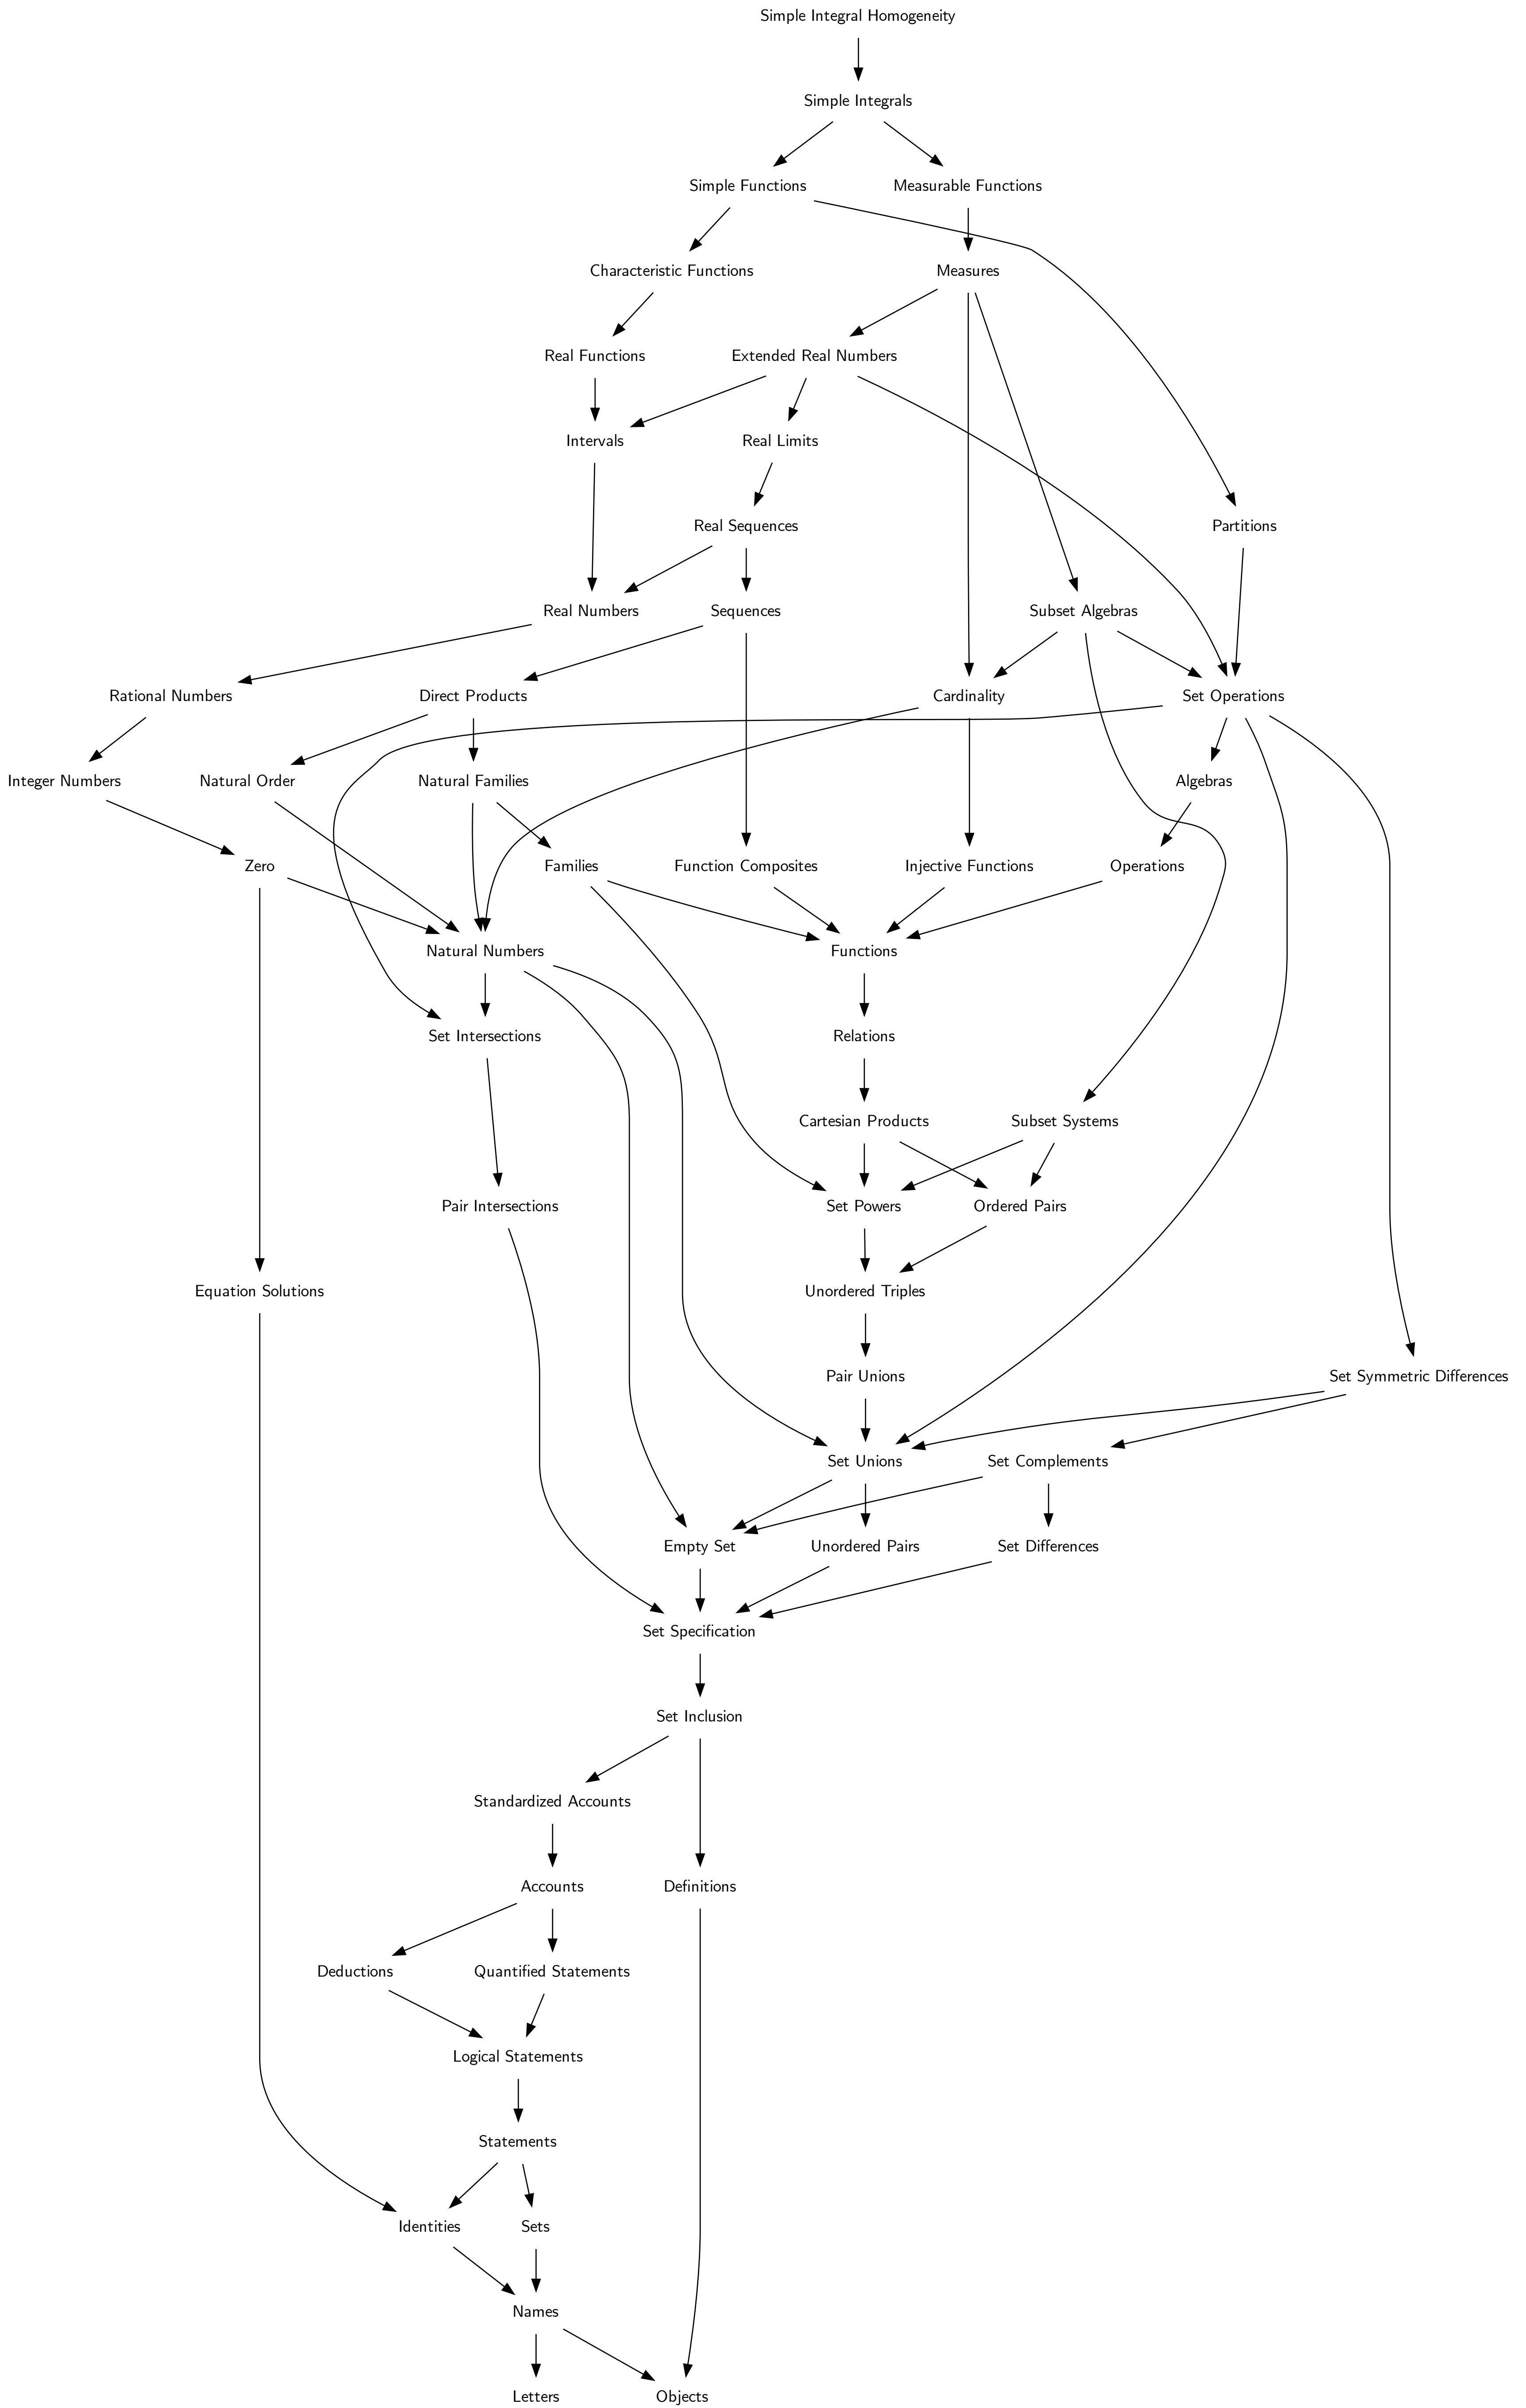 Simple Integral Homogeneity
Simple Integrals
Simple Functions
Measurable Functions
Characteristic Functions
Measures
Real Functions
Extended Real Numbers
Intervals
Real Limits
Real Sequences
Partitions
Real Numbers
Sequences
Subset Algebras
Rational Numbers
Direct Products
Cardinality
Set Operations
Integer Numbers
Natural Order
Natural Families
Algebras
Zero
Families
Function Composites
Injective Functions
Operations
Natural Numbers
Functions
Set Intersections
Relations
Cartesian Products
Subset Systems
Pair Intersections
Set Powers
Ordered Pairs
Equation Solutions
Unordered Triples
Pair Unions
Set Symmetric Differences
Set Unions
Set Complements
Empty Set
Unordered Pairs
Set Differences
Set Specification
Set Inclusion
Standardized Accounts
Accounts
Definitions
Deductions
Quantified Statements
Logical Statements
Statements
Identities
Sets
Names
Letters
Objects